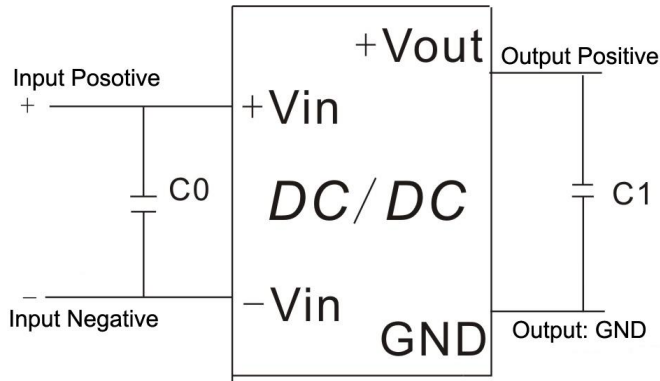 +Vout
Output Positive
Input Posotive
+
+Vin
C0
DC/DC
C1
−
−Vin
Input Negative
GND
Output: GND